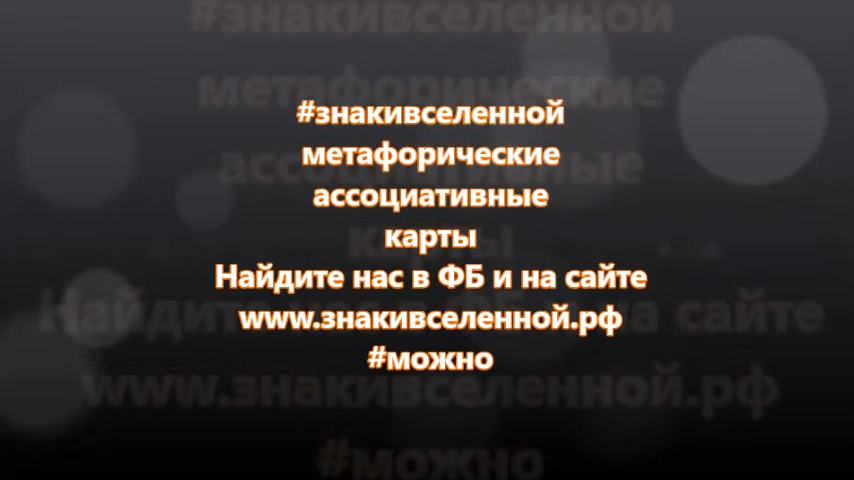 #знакивселенной
метафорические
ассоциативные
карты
Найдите нас в ФБ и на сайте
www.знакивселенной.рф
#можно